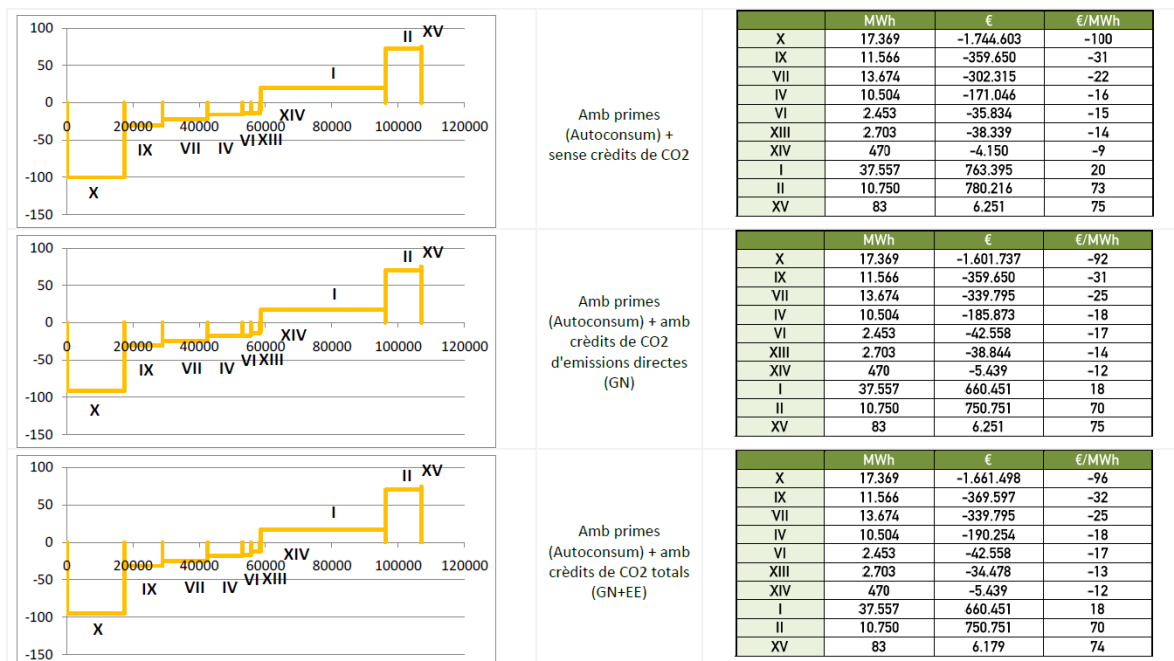 100
50
0
-50
-100
-150
0
20000
40000
60000
80000
100000
120000
X
IX
VII
IV
VI
XIII
XIV
I
II
XV
Amb primes
(Autoconsum) +
sense crèdits de CO2
MWh € €/MWh
X 17.369 -1.744.603 -100
IX 11.566 -359.650 -31
VII 13.674 -302.315 -22
IV 10.504 -171.046 -16
VI 2.453 -35.834 -15
XIII 2.703 -38.339 -14
XIV 470 -4.150 -9
I 37.557 763.395 20
II 10.750 780.216 73
XV 83 6.251 75
100
50
0
-50
-100
-150
0
20000
40000
60000
80000
100000
120000
X
IX
VII
IV
VI
XIII
XIV
I
II
XV
Amb primes
(Autoconsum) + amb
crèdits de CO2
d'emissions directes
(GN)
MWh € €/MWh
X 17.369 -1.601.737 -92
IX 11.566 -359.650 -31
VII 13.674 -339.795 -25
IV 10.504 -185.873 -18
VI 2.453 -42.558 -17
XIII 2.703 -38.844 -14
XIV 470 -5.439 -12
I 37.557 660.451 18
II 10.750 750.751 70
XV 83 6.251 75
100
50
0
-50
-100
-150
0
20000
40000
60000
80000
100000
120000
X
IX
VII
IV
VI
XIII
XIV
I
II
XV
Amb primes
(Autoconsum) + amb
crèdits de CO2 totals
(GN+EE)
MWh € €/MWh
X 17.369 -1.661.498 -96
IX 11.566 -369.597 -32
VII 13.674 -339.795 -25
IV 10.504 -190.254 -18
VI 2.453 -42.558 -17
XIII 2.703 -34.478 -13
XIV 470 -5.439 -12
I 37.557 660.451 18
II 10.750 750.751 70
XV 83 6.179 74